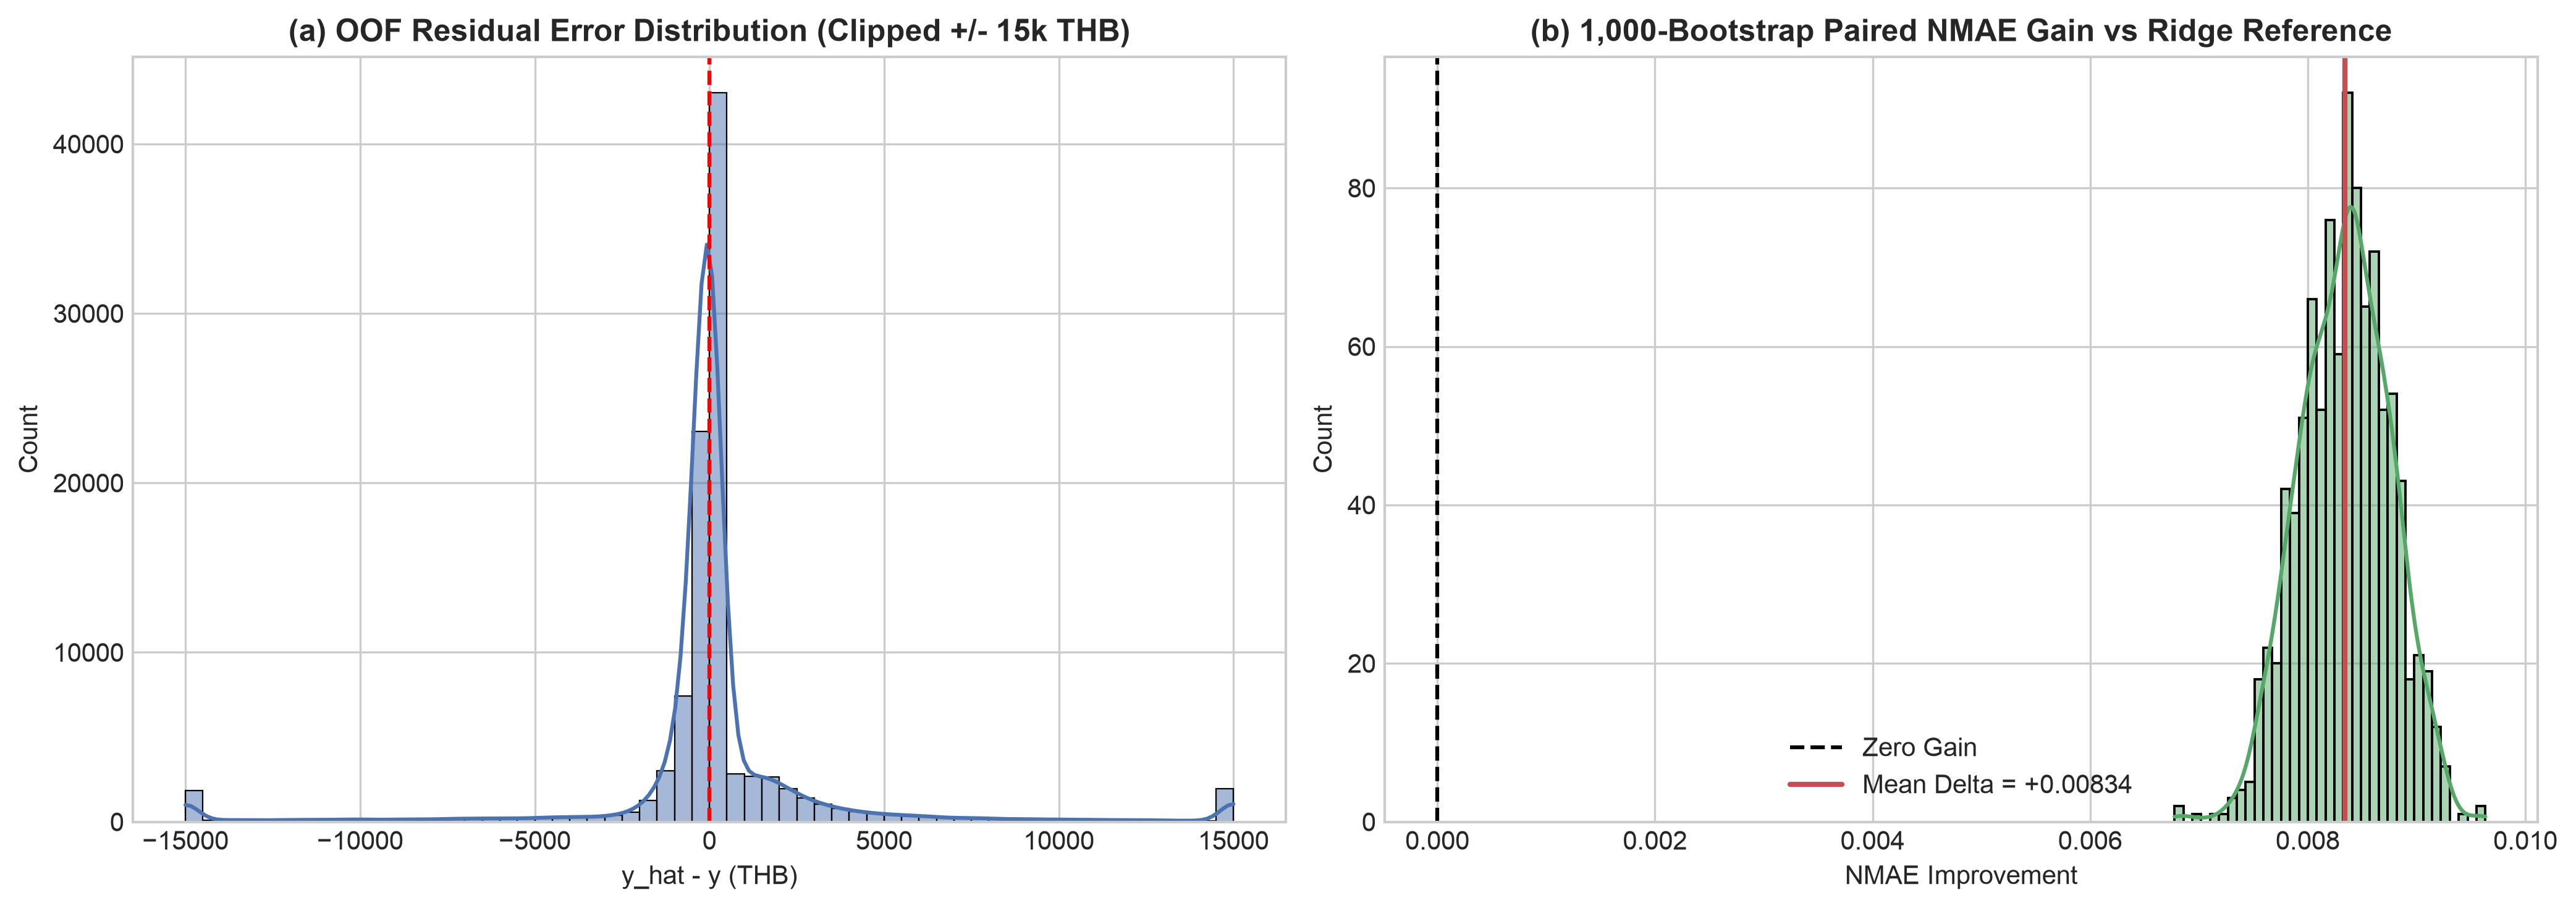 (a) OOF Residual Error Distribution (Clipped +/- 15k THB)
Count
40000
30000
20000
10000
0
−15000 −10000 −5000 0 5000 10000 15000
y_hat - y (THB)
(b) 1,000-Bootstrap Paired NMAE Gain vs Ridge Reference
Count
80
60
40
20
0
Zero Gain
Mean Delta = +0.00834
0.000 0.002 0.004 0.006 0.008 0.010
NMAE Improvement